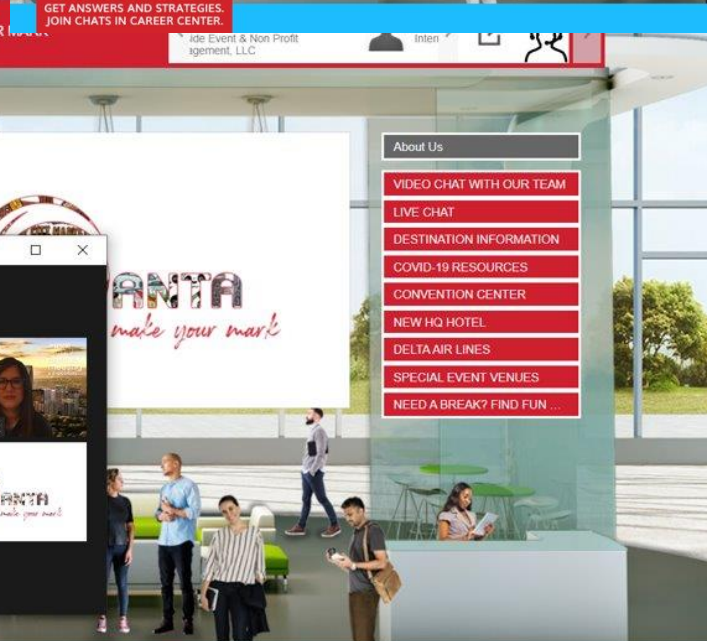 GET ANSWERS AND STRATEGIES.
JOIN CHATS IN CAREER CENTER.
MARK
ide Event & Non Profit
agement, LLC
Intern
About Us
VIDEO CHAT WITH OUR TEAM
LIVE CHAT
DESTINATION INFORMATION
COVID-19 RESOURCES
CONVENTION CENTER
NEW HQ HOTEL
DELTA AIR LINES
SPECIAL EVENT VENUES
NEED A BREAK? FIND FUN ...
ANTA
make your mark
ANTA
make your mark